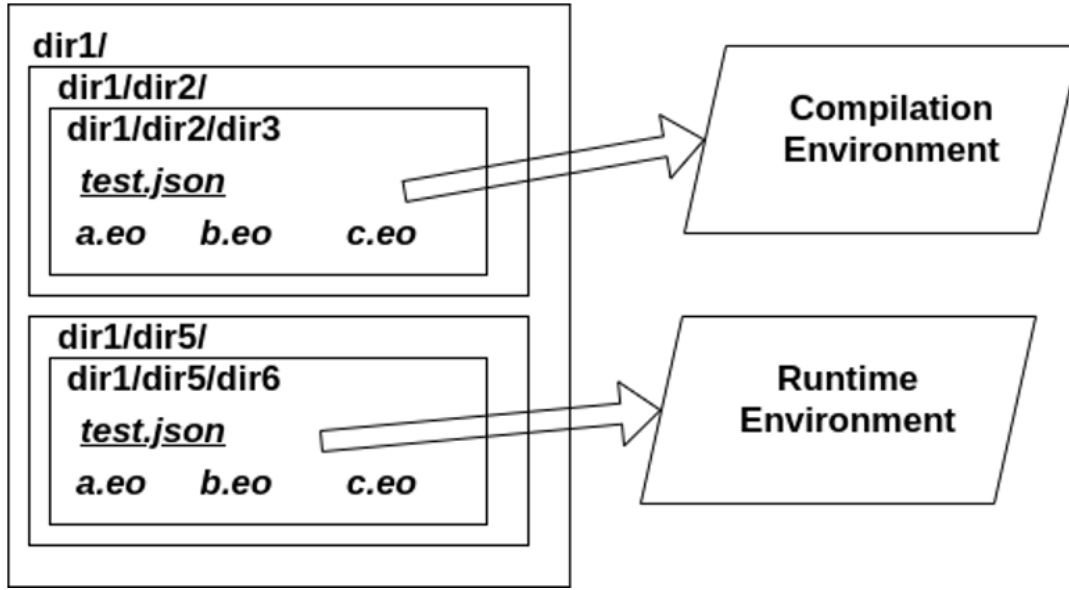 dir1/
dir1/dir2/
dir1/dir2/dir3
test.json
a.eo b.eo c.eo
Compilation
Environment
dir1/dir5/
dir1/dir5/dir6
test.json
a.eo b.eo c.eo
Runtime
Environment